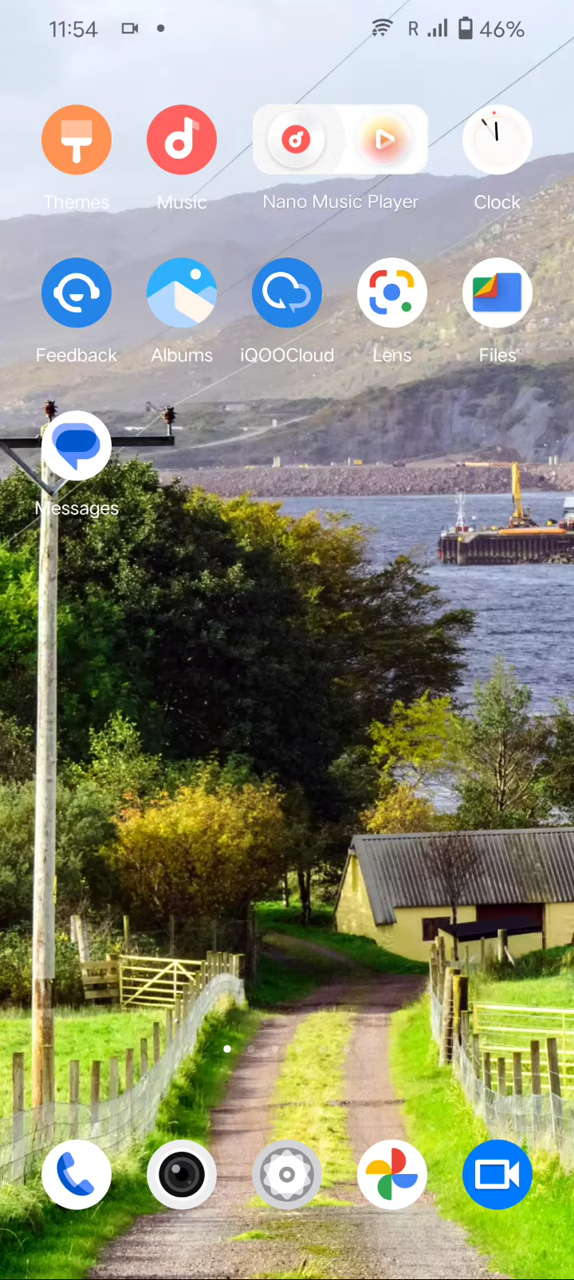 11:54 R 46%
Themes Music Nano Music Player Clock
Feedback Albums iQOOCloud Lens Files
Messages